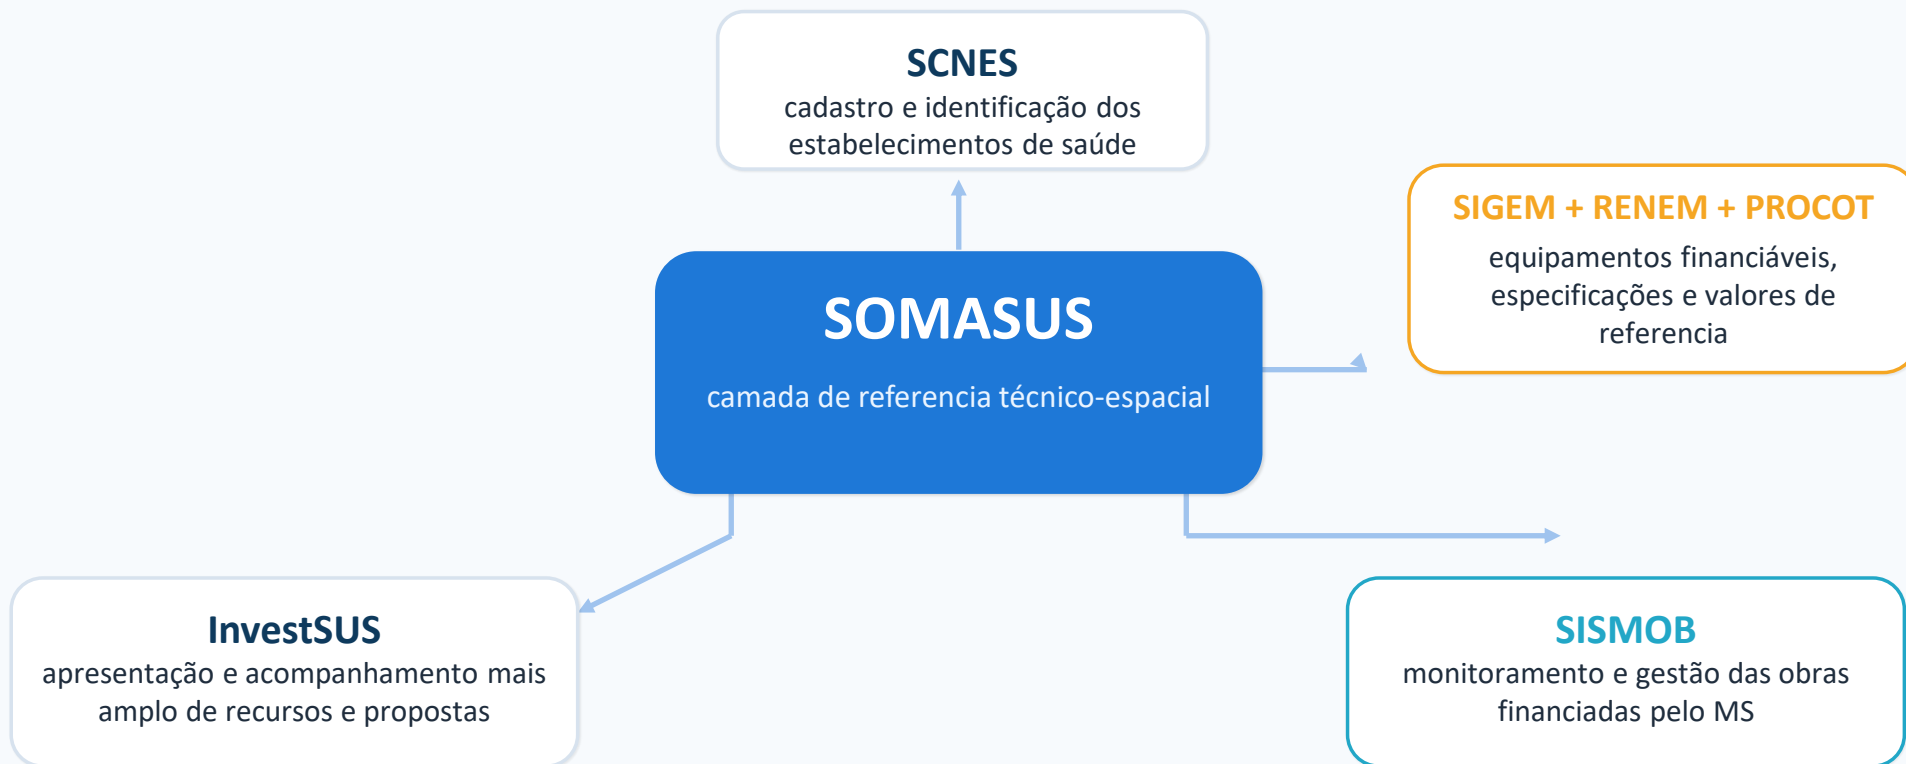 SCNES
cadastro e identificação dos
estabelecimentos de saúde
SIGEM + RENEM + PROCOT
equipamentos financiáveis,
especificações e valores de
referencia
SOMASUS
camada de referencia técnico-espacial
InvestSUS
apresentação e acompanhamento mais
amplo de recursos e propostas
SISMOB
monitoramento e gestão das obras
financiadas pelo MS